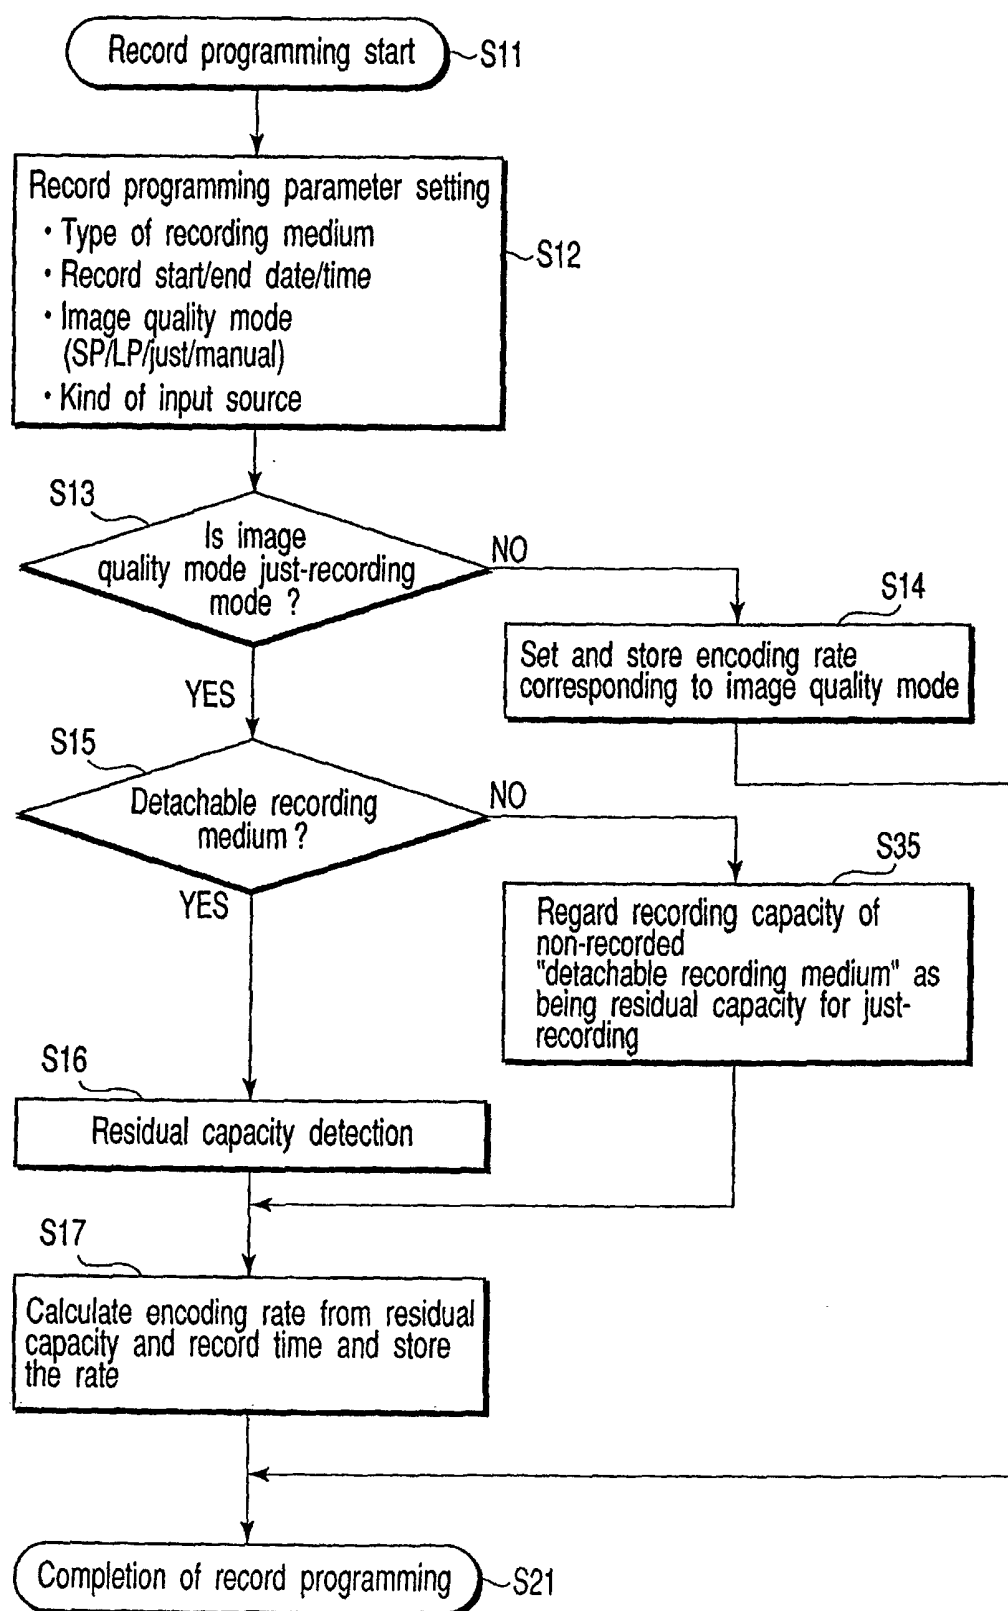 Record programming start
S11
Record programming parameter setting
・Type of recording medium
・Record start/end date/time
・Image quality mode
(SP/LP/just/manual)
・Kind of input source
S12
S13
Is image
quality mode just-recording
mode ?
NO
YES
S14
Set and store encoding rate
corresponding to image quality mode
S15
Detachable recording
medium ?
NO
YES
S35
Regard recording capacity of
non-recorded
"detachable recording medium" as
being residual capacity for just-
recording
S16
Residual capacity detection
S17
Calculate encoding rate from residual
capacity and record time and store
the rate
Completion of record programming
S21